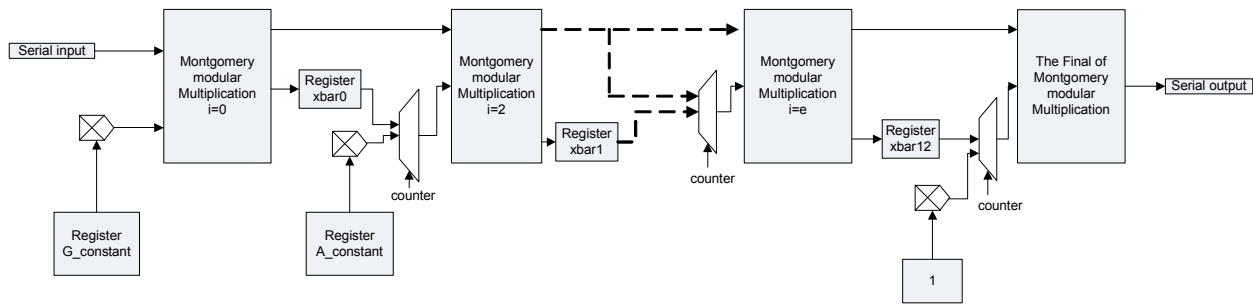 Serial input
Montgomery
modular
Multiplication
i=0
Register
G_constant
Register
xbar0
Register
A_constant
counter
Montgomery
modular
Multiplication
i=2
Register
xbar1
counter
Montgomery
modular
Multiplication
i=e
Register
xbar12
1
counter
The Final of
Montgomery
modular
Multiplication
Serial output